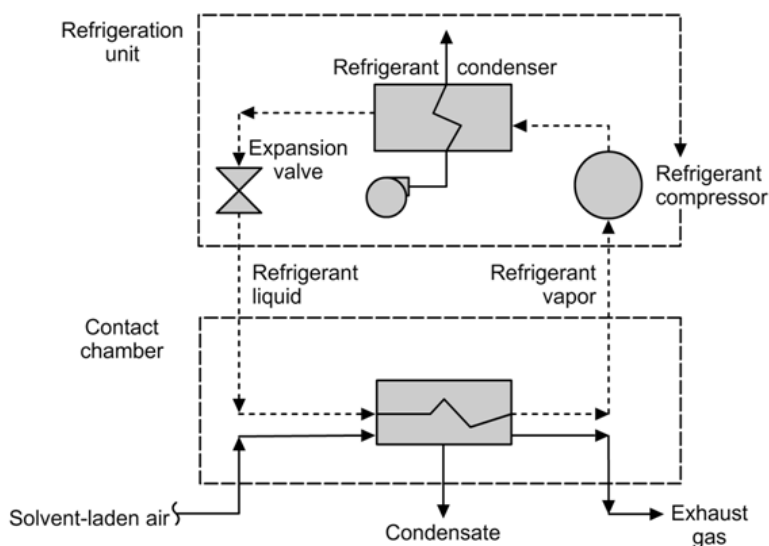 Refrigeration
unit
Refrigerant condenser
Expansion
valve
Refrigerant
compressor
Refrigerant
liquid
Refrigerant
vapor
Contact
chamber
Solvent-laden air
Condensate
Exhaust
gas